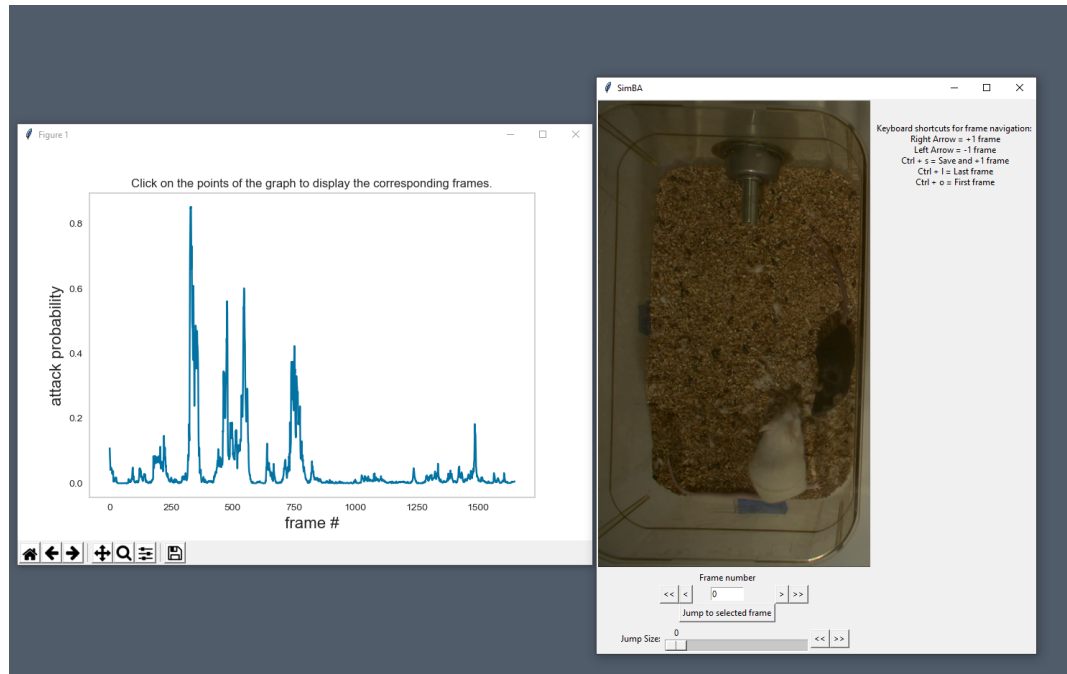 Figure 1
Click on the points of the graph to display the corresponding frames.
attack probability
0.8
0.6
0.4
0.2
0.0
0
250
500
750
1000
1250
1500
frame #
SimBA
Keyboard shortcuts for frame navigation:
Right Arrow = +1 frame
Left Arrow = -1 frame
Ctrl + s = Save and +1 frame
Ctrl + l = Last frame
Ctrl + o = First frame
Frame number
<< < 0 > >>
Jump to selected frame
0
Jump Size: << >>